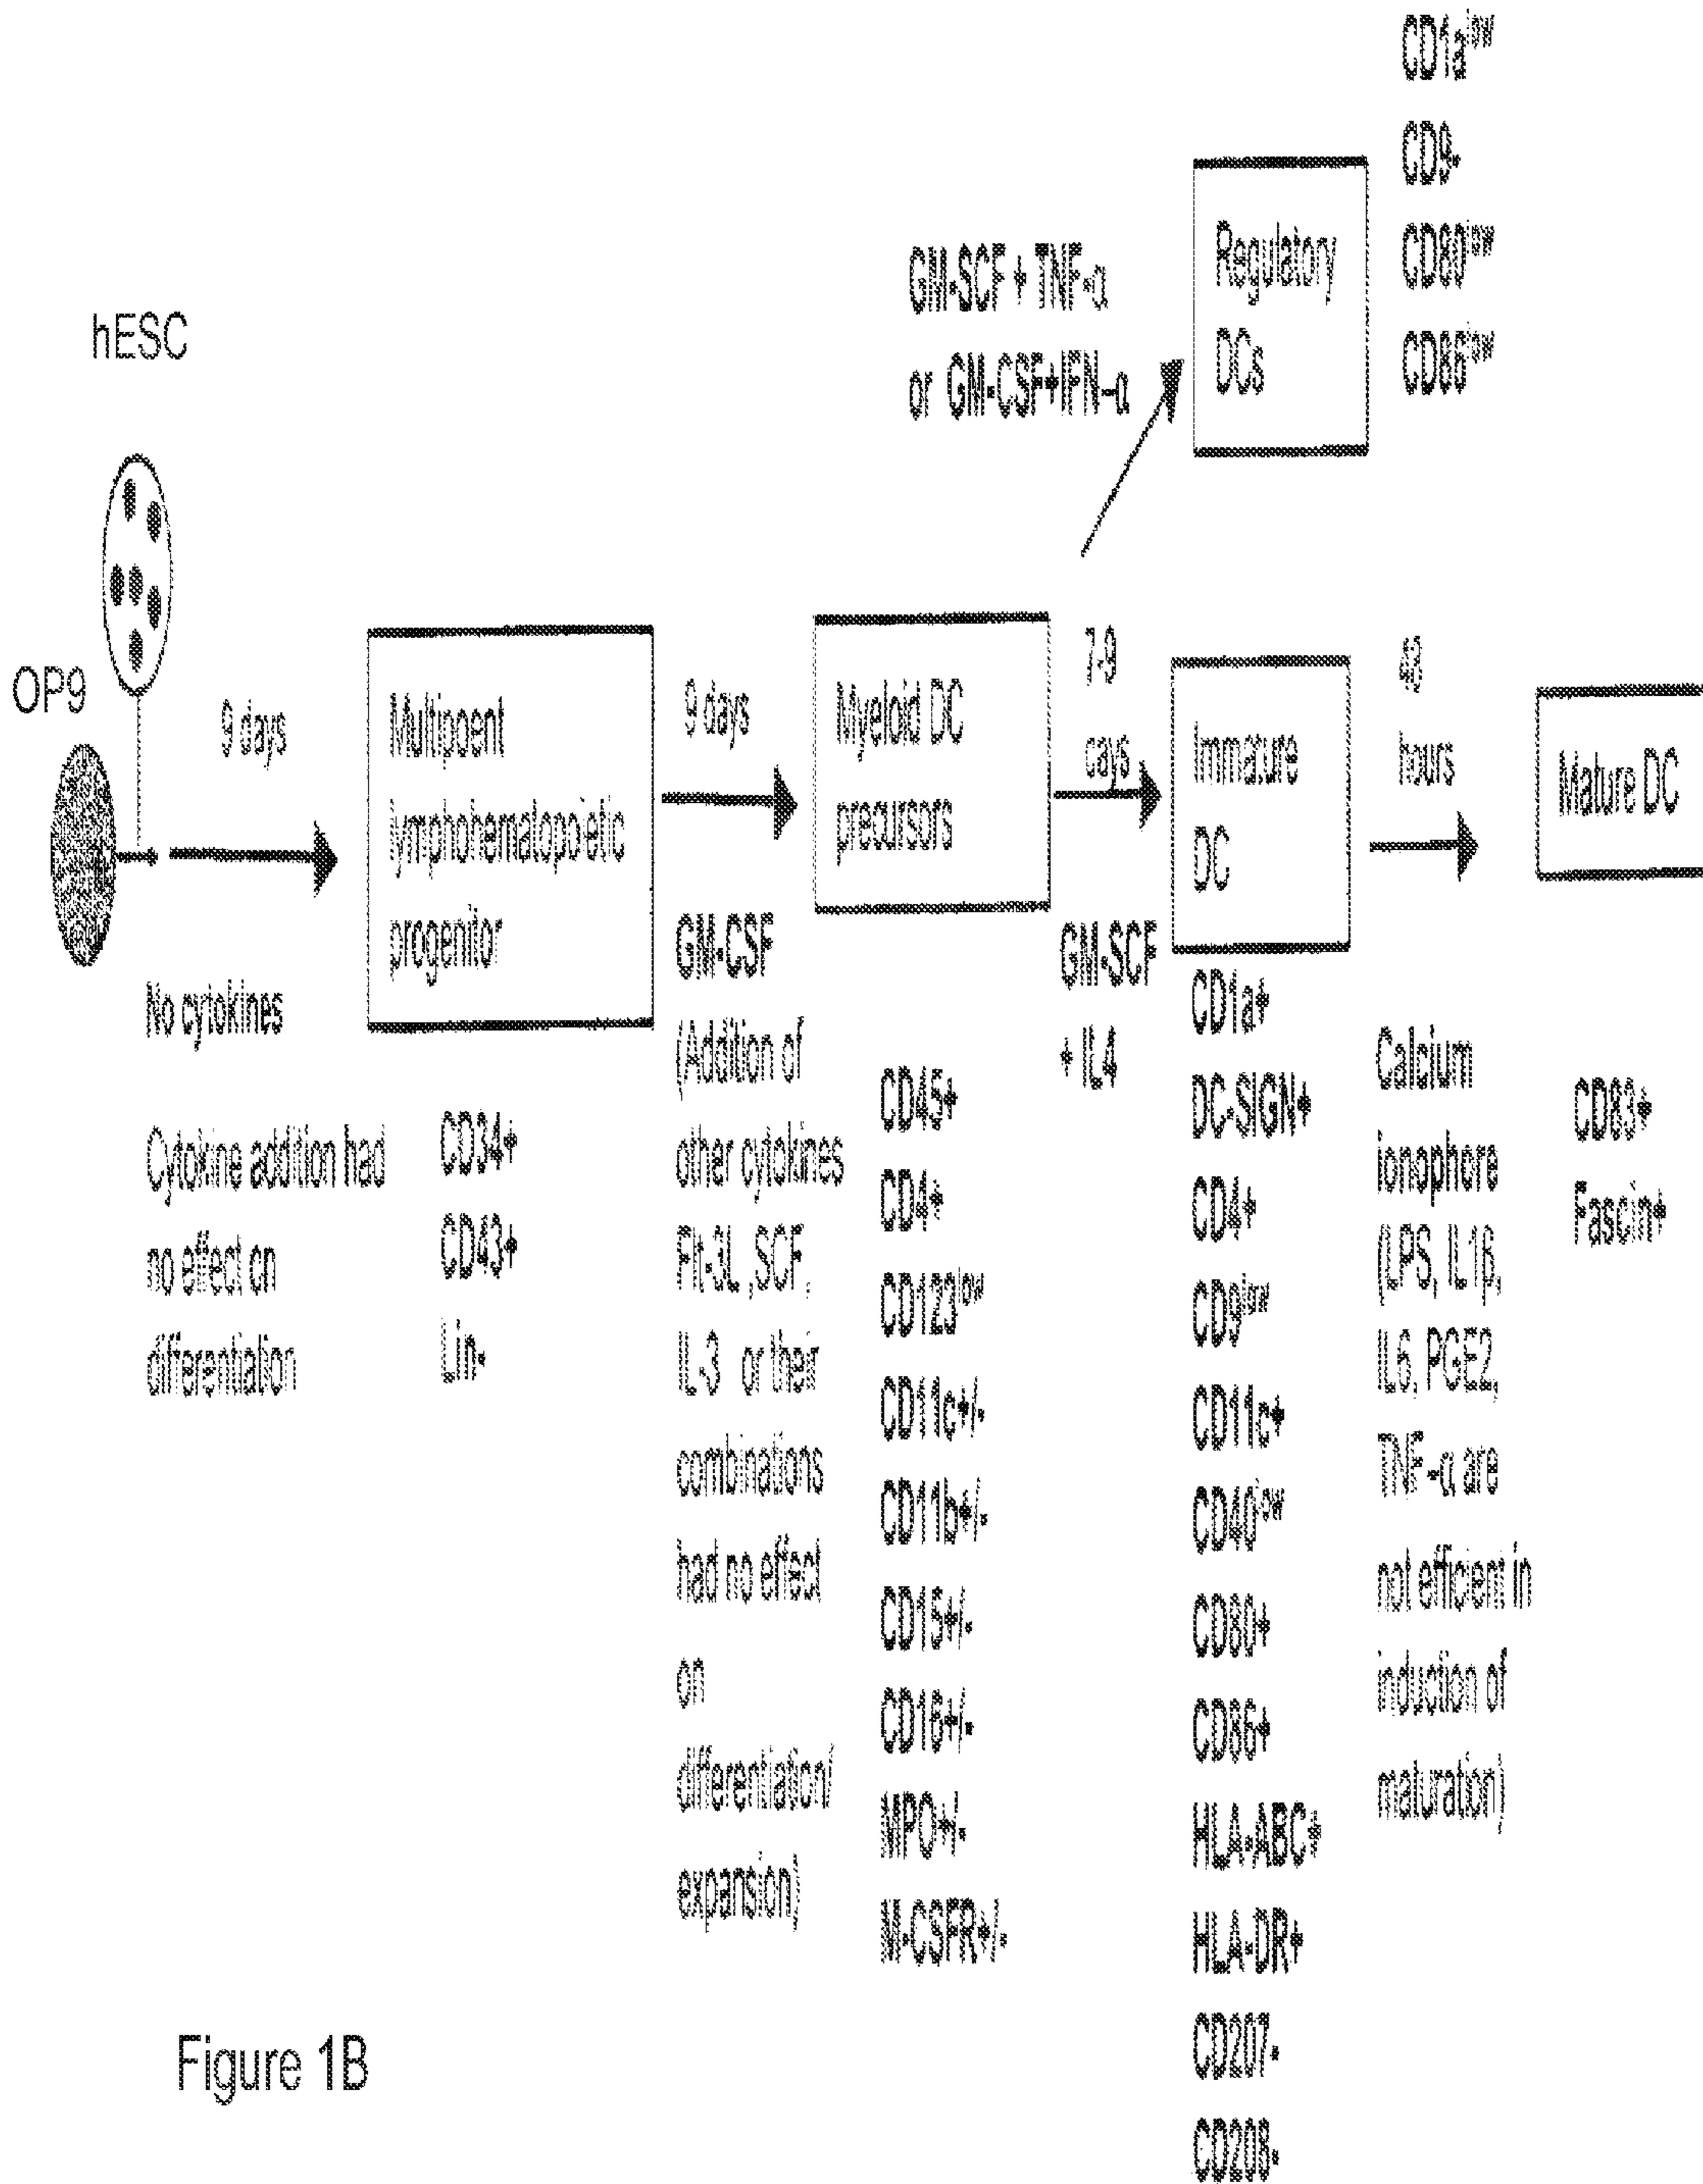 CD1a^low
CD9-
CD80^low
CD86^low
Regulatory
DCs
GM-SCF + TNF-α
or GM-CSF+IFN-α
hESC
OP9
9 days
Multipoent
lymphohematopoietic
progenitor
9 days
Myeloid DC
precursors
7-9
cays
Immature
DC
48
hours
Mature DC
No cytokines
Cytokine addition had
no effect on
differentiation
CD34+
CD43+
Lin-
GM-CSF
(Addition of
other cytokines
Flt-3L ,SCF,
IL-3 or their
combinations
had no effect
on
differentiation/
expansion)
CD45+
CD4+
CD123^low
CD11c+/-
CD11b+/-
CD15+/-
CD16+/-
MPO+/-
M-CSFR+/-
GM-SCF
+ IL4
CD1a+
DC-SIGN+
CD4+
CD9^low
CD11c+
CD40^low
CD80+
CD86+
HLA-ABC+
HLA-DR+
CD207-
CD208-
Calcium
ionophore
(LPS, IL1β,
IL6, PGE2,
TNF-α are
not efficient in
induction of
maturation)
CD83+
Fascin+
Figure 1B